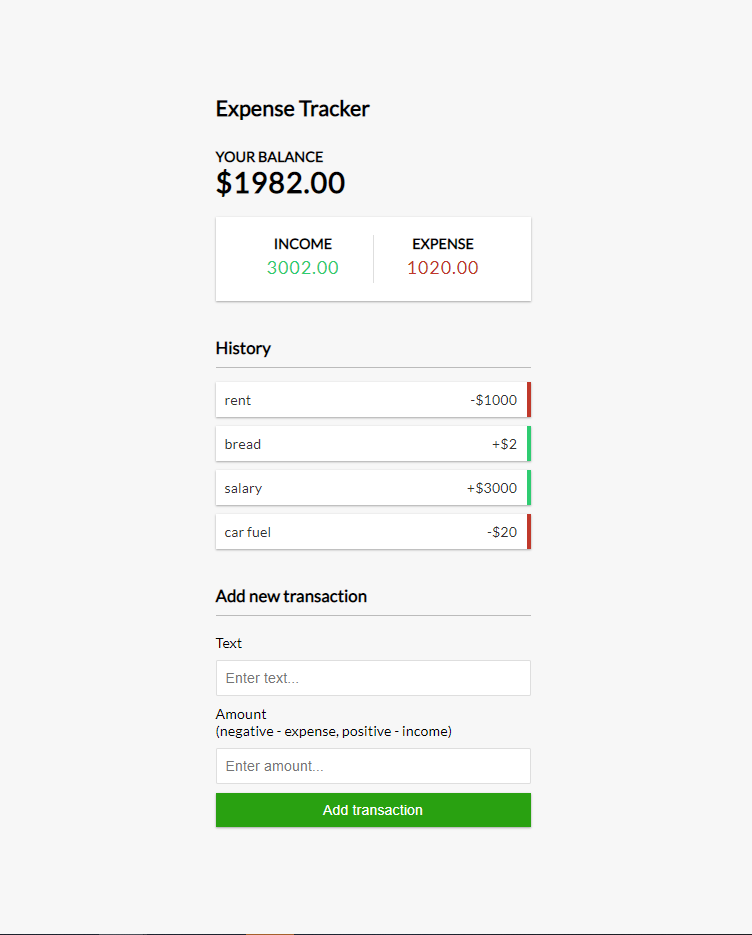 Expense Tracker
YOUR BALANCE
$1982.00
INCOME EXPENSE
3002.00 1020.00
History
rent -$1000
bread +$2
salary +$3000
car fuel -$20
Add new transaction
Text
Enter text...
Amount
(negative - expense, positive - income)
Enter amount...
Add transaction